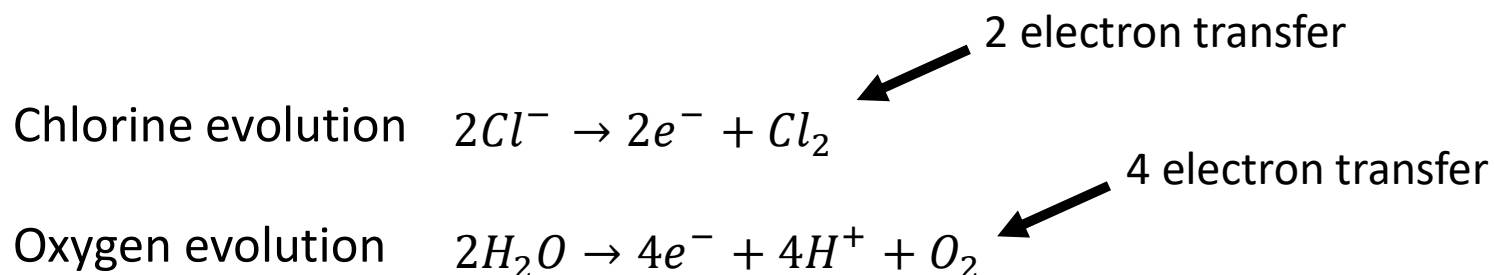 2 electron transfer
Chlorine evolution 2Cl⁻ → 2e⁻ + Cl₂
4 electron transfer
Oxygen evolution 2H₂O → 4e⁻ + 4H⁺ + O₂